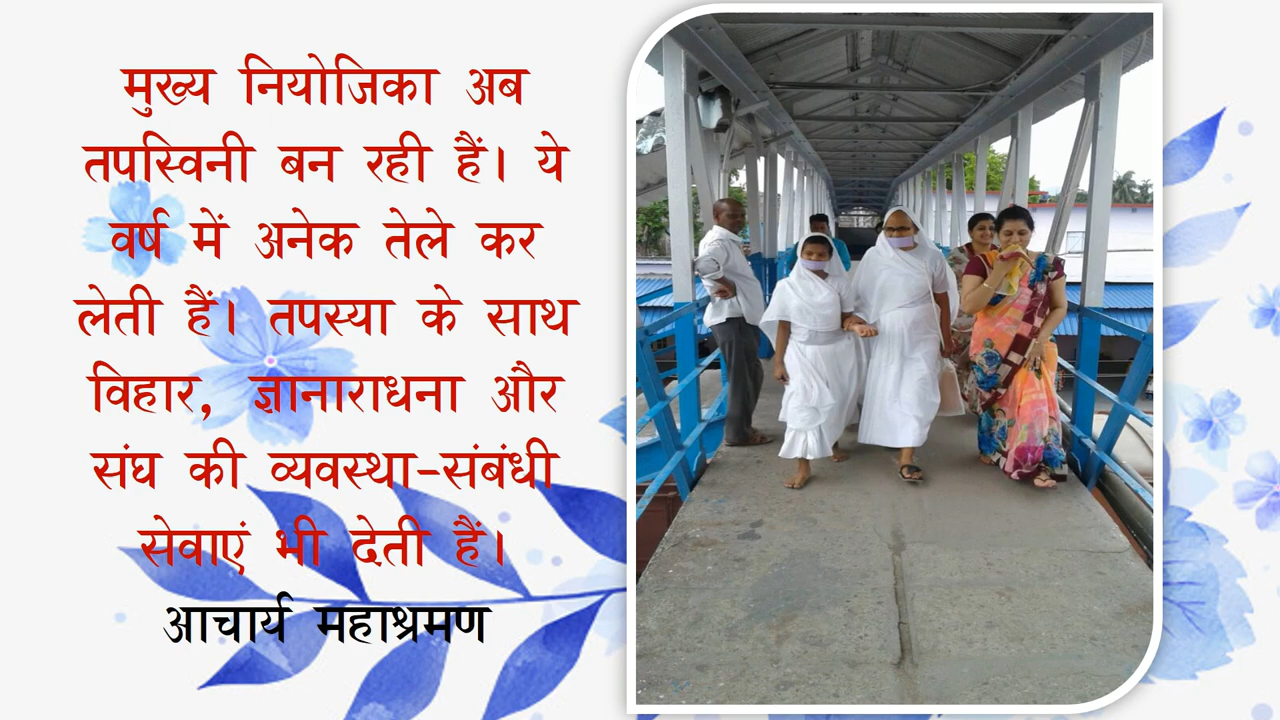 मुख्य नियोजिका अब
तपस्विनी बन रही हैं। ये
वर्ष में अनेक तेले कर
लेती हैं। तपस्या के साथ
विहार, ज्ञानाराधना और
संघ की व्यवस्था-संबंधी
सेवाएं भी देती हैं।
आचार्य महाश्रमण